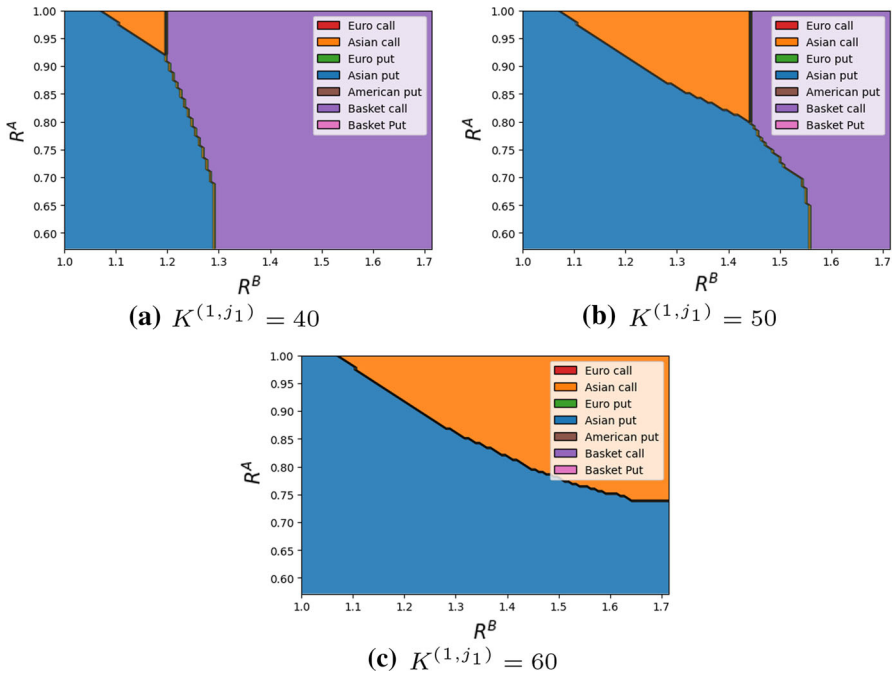 1.00
0.95
0.90
0.85
0.80
0.75
0.70
0.65
0.60
R^A
Euro call
Asian call
Euro put
Asian put
American put
Basket call
Basket Put
1.0 1.1 1.2 1.3 1.4 1.5 1.6 1.7
R^B
(a) K^(1,j₁) = 40
1.00
0.95
0.90
0.85
0.80
0.75
0.70
0.65
0.60
R^A
Euro call
Asian call
Euro put
Asian put
American put
Basket call
Basket Put
1.0 1.1 1.2 1.3 1.4 1.5 1.6 1.7
R^B
(b) K^(1,j₁) = 50
1.00
0.95
0.90
0.85
0.80
0.75
0.70
0.65
0.60
R^A
Euro call
Asian call
Euro put
Asian put
American put
Basket call
Basket Put
1.0 1.1 1.2 1.3 1.4 1.5 1.6 1.7
R^B
(c) K^(1,j₁) = 60